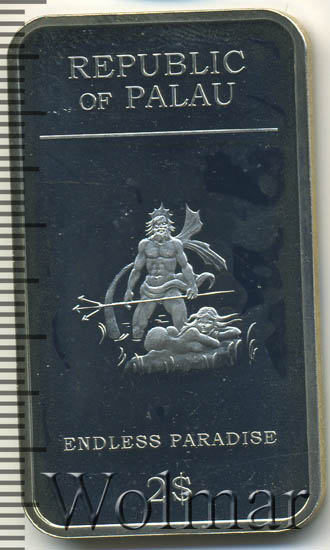 REPUBLIC
OF PALAU
ENDLESS PARADISE
2$
Wolmar